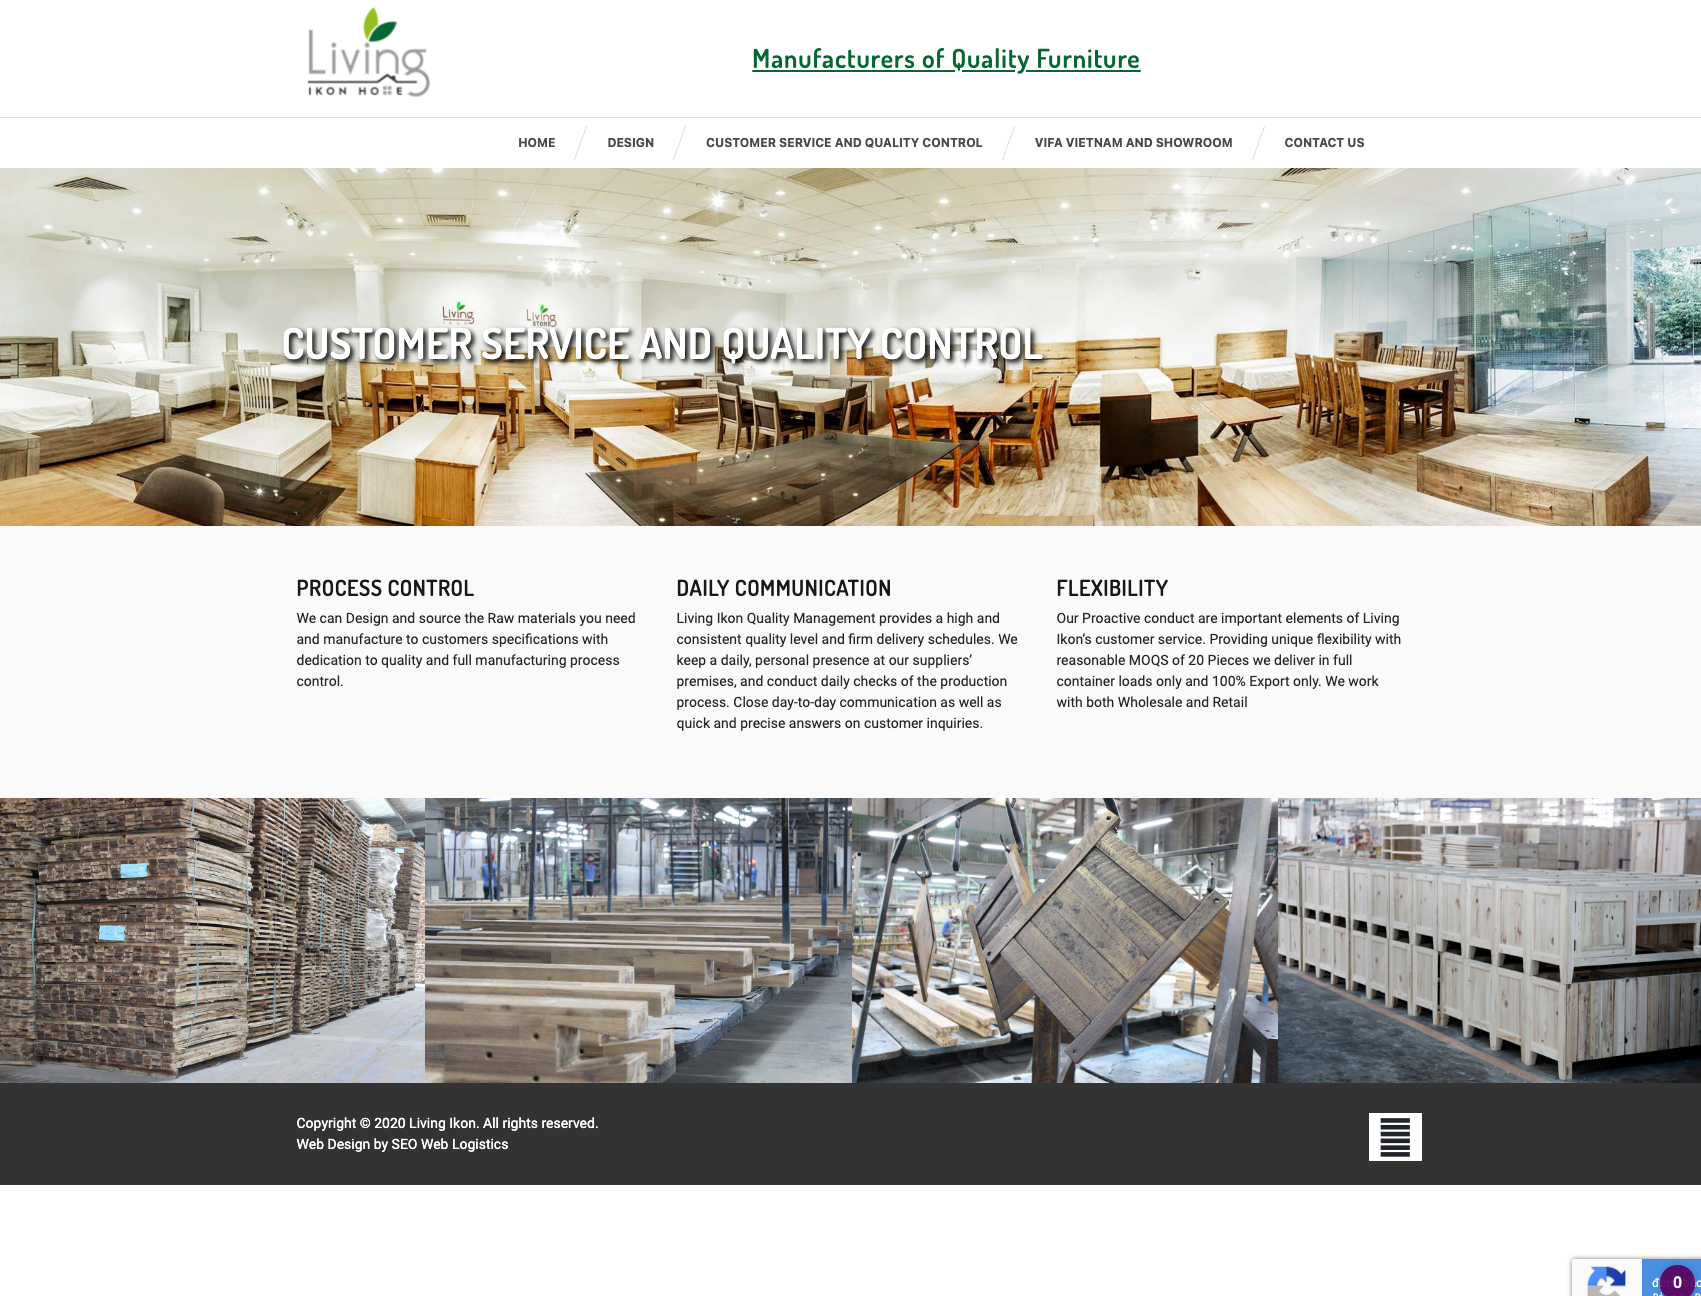 Living
IKON HOME
Manufacturers of Quality Furniture
HOME
DESIGN
CUSTOMER SERVICE AND QUALITY CONTROL
VIFA VIETNAM AND SHOWROOM
CONTACT US
Living
Living
STONE
CUSTOMER SERVICE AND QUALITY CONTROL
PROCESS CONTROL
We can Design and source the Raw materials you need
and manufacture to customers specifications with
dedication to quality and full manufacturing process
control.
DAILY COMMUNICATION
Living Ikon Quality Management provides a high and
consistent quality level and firm delivery schedules. We
keep a daily, personal presence at our suppliers’
premises, and conduct daily checks of the production
process. Close day-to-day communication as well as
quick and precise answers on customer inquiries.
FLEXIBILITY
Our Proactive conduct are important elements of Living
Ikon’s customer service. Providing unique flexibility with
reasonable MOQS of 20 Pieces we deliver in full
container loads only and 100% Export only. We work
with both Wholesale and Retail
Copyright © 2020 Living Ikon. All rights reserved.
Web Design by SEO Web Logistics
0